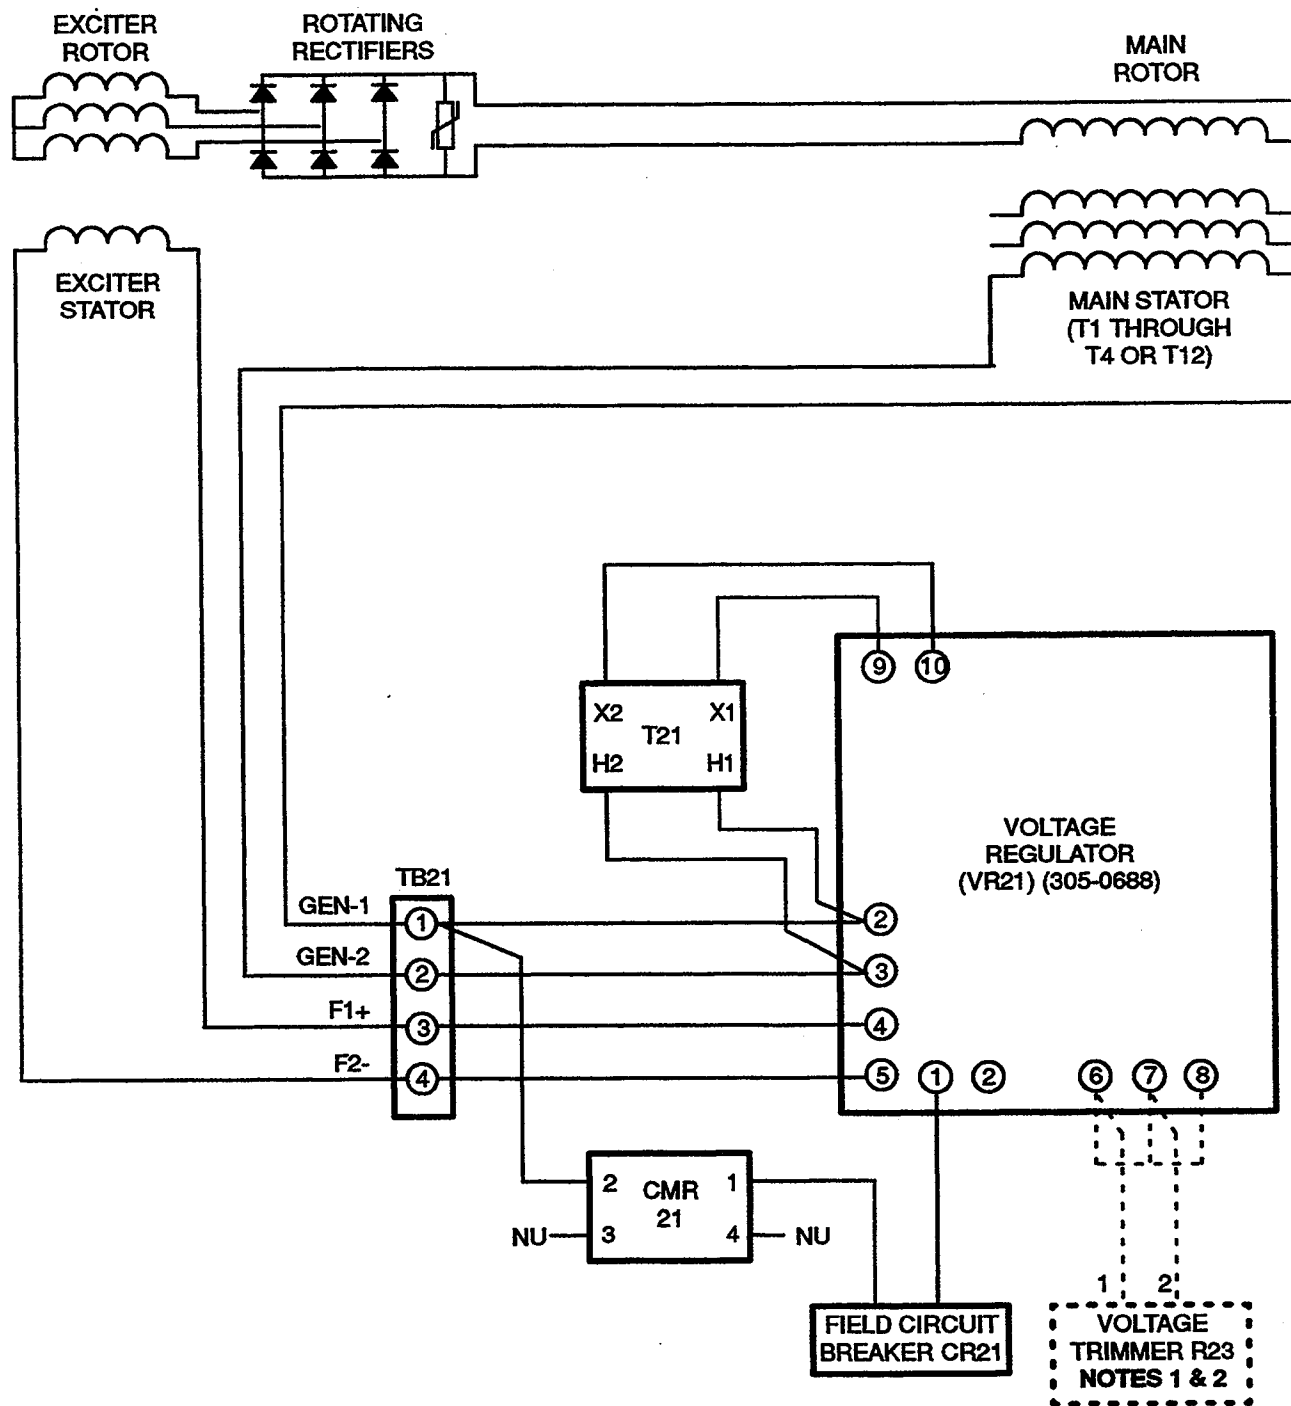 EXCITER
ROTOR
ROTATING
RECTIFIERS
MAIN
ROTOR
EXCITER
STATOR
MAIN STATOR
(T1 THROUGH
T4 OR T12)
9 10
X2 X1
T21
H2 H1
VOLTAGE
REGULATOR
(VR21) (305-0688)
TB21
GEN-1 1 2
GEN-2 2 3
F1+ 3 4
F2- 4 5 1 2 6 7 8
2 CMR 1
21
NU 3 4 NU
1 2
FIELD CIRCUIT
BREAKER CR21
VOLTAGE
TRIMMER R23
NOTES 1 & 2